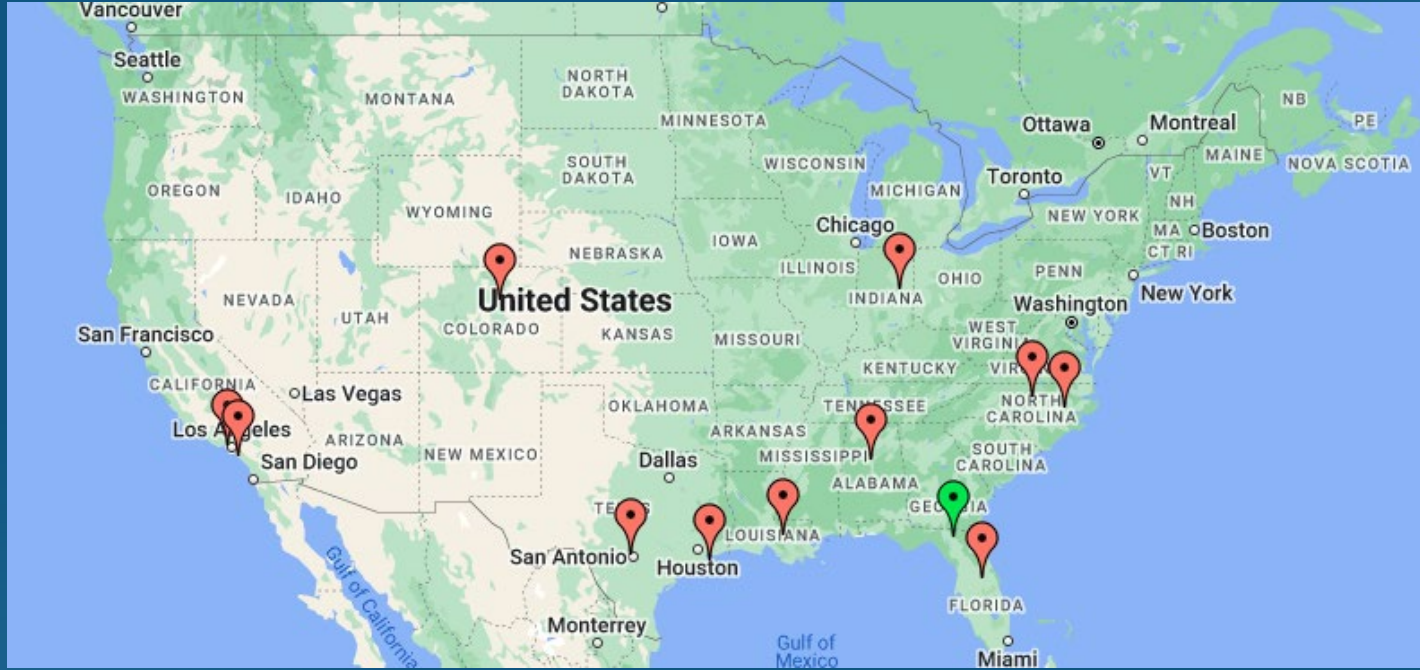 Vancouver
Seattle
WASHINGTON
MONTANA
NORTH
DAKOTA
MINNESOTA
Ottawa
Montreal
NB
PE
MAINE
NOVA SCOTIA
VT
NH
OREGON
IDAHO
WYOMING
SOUTH
DAKOTA
WISCONSIN
MICHIGAN
Toronto
NEW YORK
MA
Boston
CT RI
Chicago
IOWA
NEBRASKA
ILLINOIS
INDIANA
OHIO
PENN
New York
Washington
NEVADA
UTAH
United States
COLORADO
KANSAS
MISSOURI
WEST
VIRGINIA
KENTUCKY
San Francisco
CALIFORNIA
Las Vegas
Los Angeles
San Diego
ARIZONA
NEW MEXICO
OKLAHOMA
ARKANSAS
TENNESSEE
NORTH
CAROLINA
SOUTH
CAROLINA
MISSISSIPPI
ALABAMA
GEORGIA
Dallas
TEXAS
San Antonio
Houston
LOUISIANA
FLORIDA
Miami
Gulf of California
Monterrey
Gulf of
Mexico